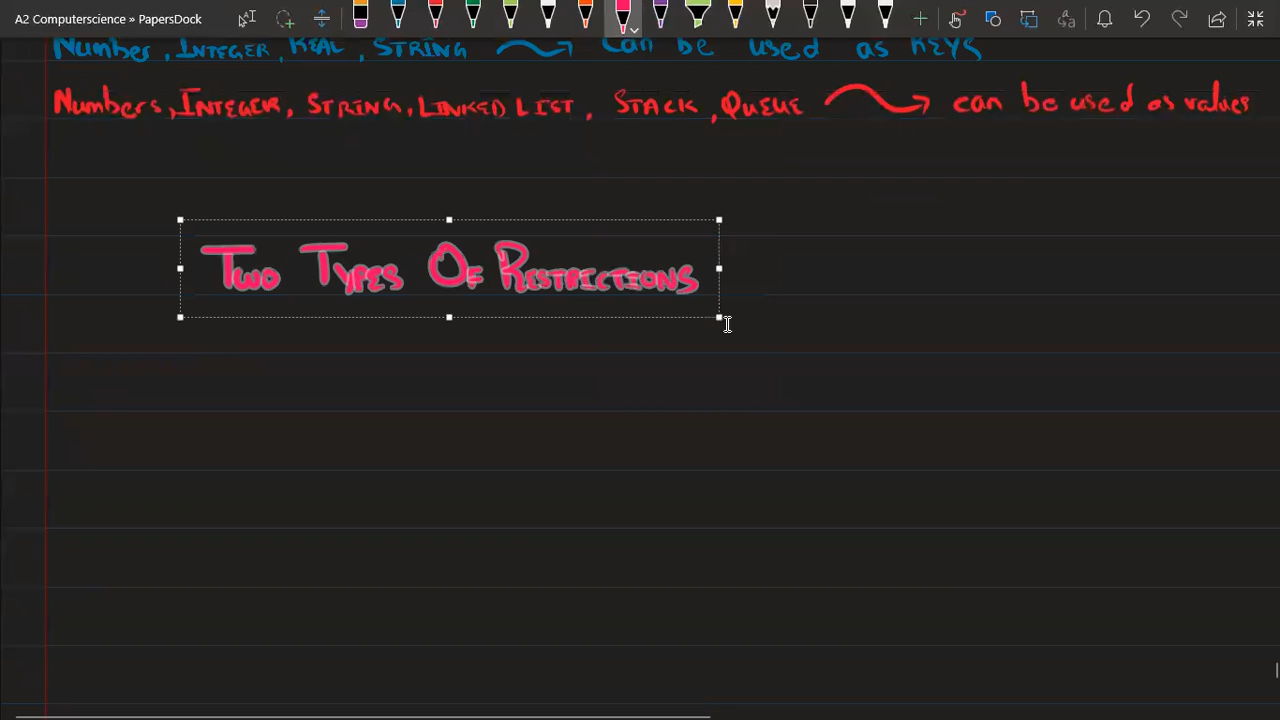 A2 Computerscience » PapersDock
Number, INTEGER, REAL, STRING Can be used as KEYS
Numbers, INTEGER, STRING, LINKED LIST, STACK, QUEUE can be used as values
TWO TYPES OF RESTRICTIONS